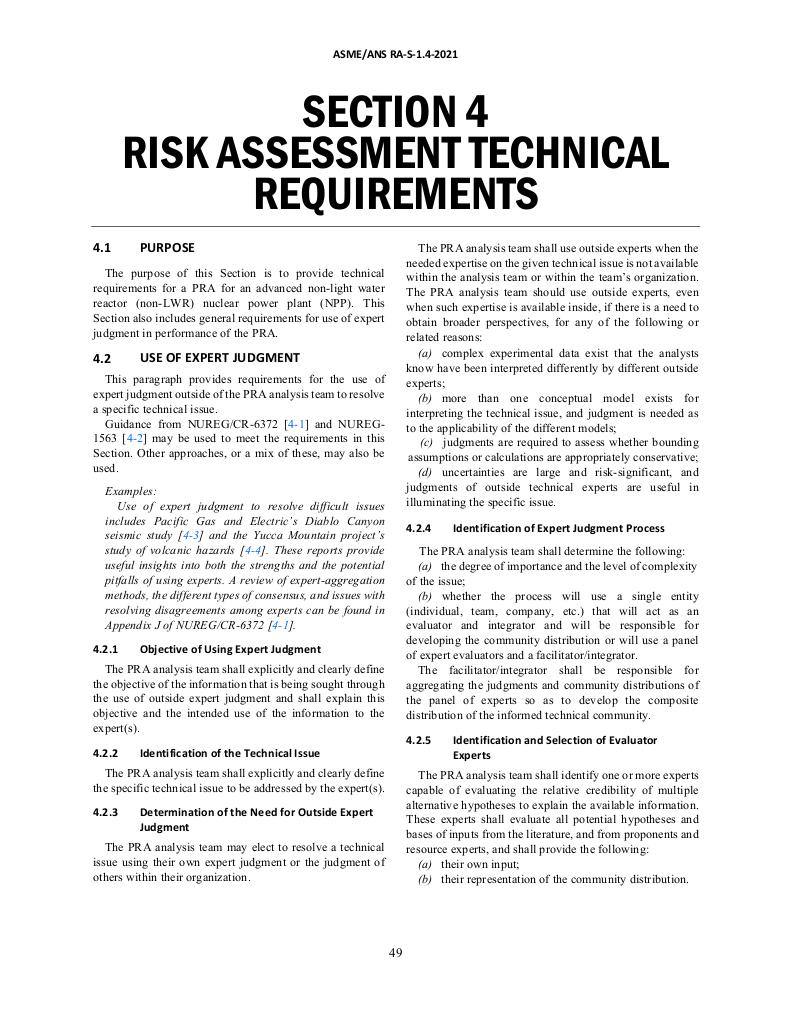 ASME/ANS RA-S-1.4-2021
SECTION 4
RISK ASSESSMENT TECHNICAL
REQUIREMENTS
4.1 PURPOSE
The purpose of this Section is to provide technical
requirements for a PRA for an advanced non-light water
reactor (non-LWR) nuclear power plant (NPP). This
Section also includes general requirements for use of expert
judgment in performance of the PRA.
4.2 USE OF EXPERT JUDGMENT
This paragraph provides requirements for the use of
expert judgment outside of the PRA analysis team to resolve
a specific technical issue.
Guidance from NUREG/CR-6372 [4-1] and NUREG-
1563 [4-2] may be used to meet the requirements in this
Section. Other approaches, or a mix of these, may also be
used.
Examples:
Use of expert judgment to resolve difficult issues
includes Pacific Gas and Electric's Diablo Canyon
seismic study [4-3] and the Yucca Mountain project's
study of volcanic hazards [4-4]. These reports provide
useful insights into both the strengths and the potential
pitfalls of using experts. A review of expert-aggregation
methods, the different types of consensus, and issues with
resolving disagreements among experts can be found in
Appendix J of NUREG/CR-6372 [4-1].
4.2.1 Objective of Using Expert Judgment
The PRA analysis team shall explicitly and clearly define
the objective of the information that is being sought through
the use of outside expert judgment and shall explain this
objective and the intended use of the information to the
expert(s).
4.2.2 Identification of the Technical Issue
The PRA analysis team shall explicitly and clearly define
the specific technical issue to be addressed by the expert(s).
4.2.3 Determination of the Need for Outside Expert
Judgment
The PRA analysis team may elect to resolve a technical
issue using their own expert judgment or the judgment of
others within their organization.
The PRA analysis team shall use outside experts when the
needed expertise on the given technical issue is not available
within the analysis team or within the team's organization.
The PRA analysis team should use outside experts, even
when such expertise is available inside, if there is a need to
obtain broader perspectives, for any of the following or
related reasons:
(a) complex experimental data exist that the analysts
know have been interpreted differently by different outside
experts;
(b) more than one conceptual model exists for
interpreting the technical issue, and judgment is needed as
to the applicability of the different models;
(c) judgments are required to assess whether bounding
assumptions or calculations are appropriately conservative;
(d) uncertainties are large and risk-significant, and
judgments of outside technical experts are useful in
illuminating the specific issue.
4.2.4 Identification of Expert Judgment Process
The PRA analysis team shall determine the following:
(a) the degree of importance and the level of complexity
of the issue;
(b) whether the process will use a single entity
(individual, team, company, etc.) that will act as an
evaluator and integrator and will be responsible for
developing the community distribution or will use a panel
of expert evaluators and a facilitator/integrator.
The facilitator/integrator shall be responsible for
aggregating the judgments and community distributions of
the panel of experts so as to develop the composite
distribution of the informed technical community.
4.2.5 Identification and Selection of Evaluator
Experts
The PRA analysis team shall identify one or more experts
capable of evaluating the relative credibility of multiple
alternative hypotheses to explain the available information.
These experts shall evaluate all potential hypotheses and
bases of inputs from the literature, and from proponents and
resource experts, and shall provide the following:
(a) their own input;
(b) their representation of the community distribution.
49